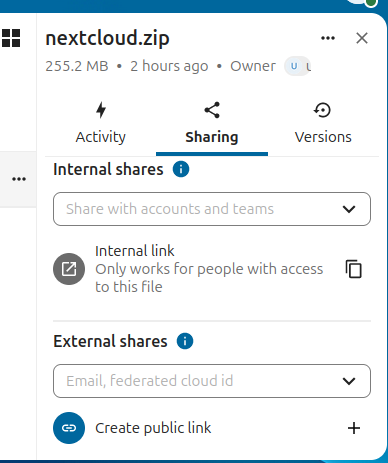 nextcloud.zip
255.2 MB • 2 hours ago • Owner U
Activity Sharing Versions
Internal shares
Share with accounts and teams
Internal link
Only works for people with access
to this file
External shares
Email, federated cloud id
Create public link